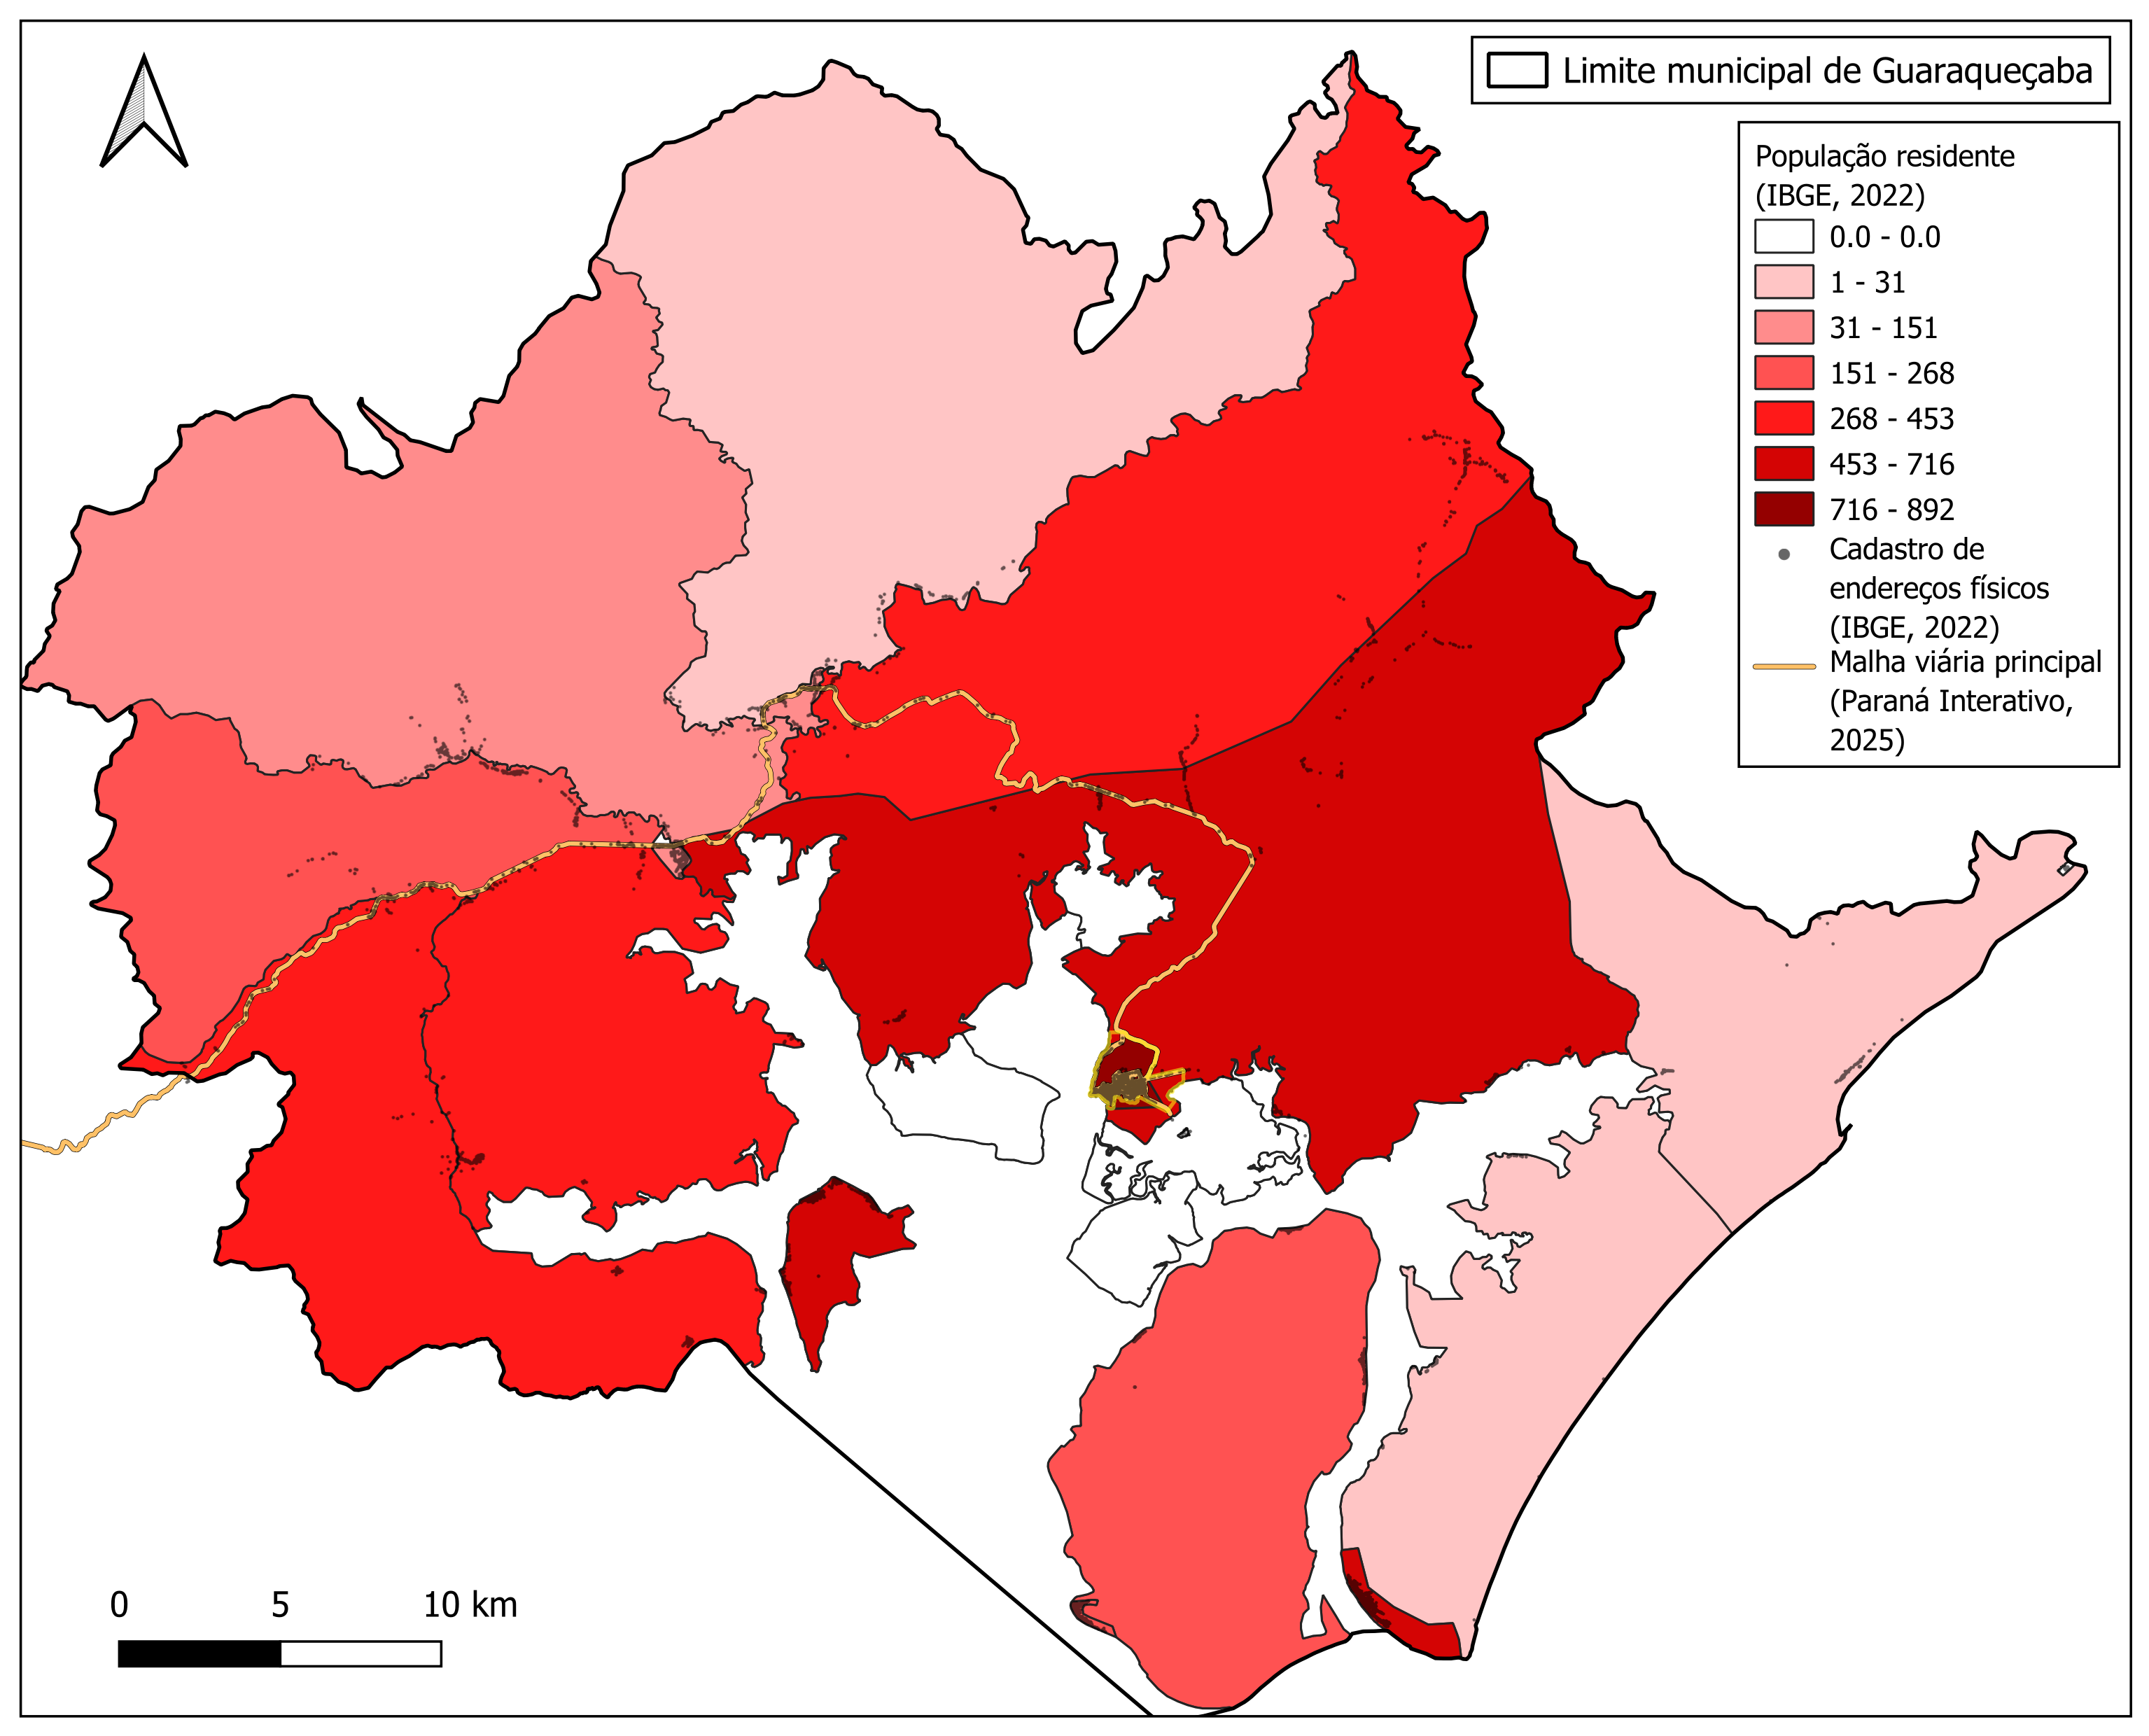 Limite municipal de Guaraqueçaba
População residente
(IBGE, 2022)
0.0 - 0.0
1 - 31
31 - 151
151 - 268
268 - 453
453 - 716
716 - 892
Cadastro de
endereços físicos
(IBGE, 2022)
Malha viária principal
(Paraná Interativo,
2025)
0 5 10 km